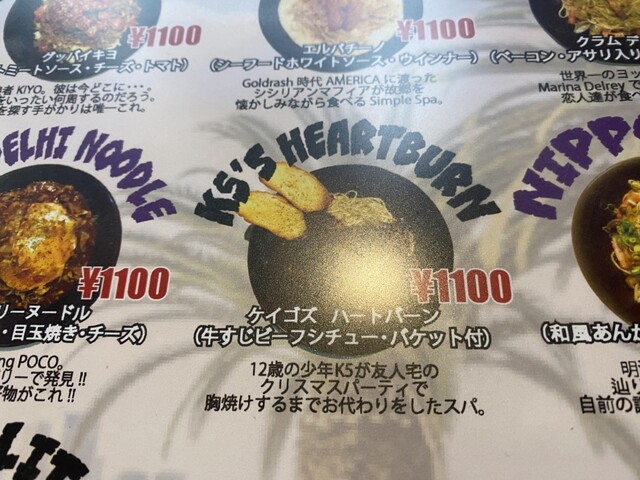 ¥1100
グッバイキヨ
トミートソース・チーズ・トマト)
者 KIYO。彼は今どこに・・・。
をいったい何周するのだろう。
を探す手がかりは唯一これ。
¥1100
エルパチーノ
(シーフードホワイトソース・ウインナー)
Goldrash 時代 AMERICA に渡った
シシリアンマフィアが故郷を
懐かしみながら食べる Simple Spa。
クラム チ
(ベーコン・アサリ入り
世界一のヨッ
Marina Delrey で
恋人達が食べ
DELHI NOODLE
¥1100
リーヌードル
・目玉焼き・チーズ)
ng POCO。
リーで発見!!
好物がこれ!!
K5'S HEARTBURN
¥1100
ケイゴズ ハートバーン
(牛すじビーフシチュー・バケット付)
12歳の少年K5が友人宅の
クリスマスパーティで
胸焼けするまでお代わりをしたスパ。
NIPPO
(和風あんか
明
辻
自前の